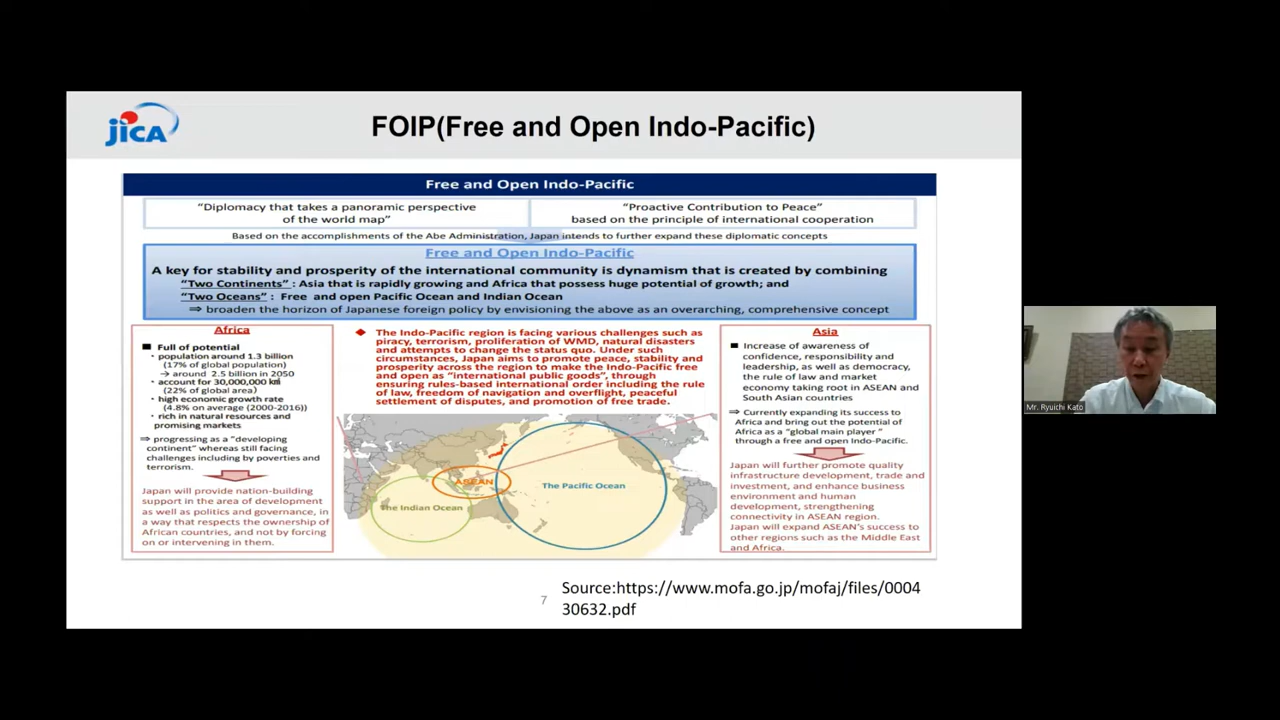 JICA
FOIP(Free and Open Indo-Pacific)
Free and Open Indo-Pacific
"Diplomacy that takes a panoramic perspective
of the world map"
"Proactive Contribution to Peace"
based on the principle of international cooperation
Based on the accomplishments of the Abe Administration, Japan intends to further expand these diplomatic concepts
Free and Open Indo-Pacific
A key for stability and prosperity of the international community is dynamism that is created by combining
"Two Continents" : Asia that is rapidly growing and Africa that possess huge potential of growth; and
"Two Oceans" : Free and open Pacific Ocean and Indian Ocean
⇒ broaden the horizon of Japanese foreign policy by envisioning the above as an overarching, comprehensive concept
Africa
■ Full of potential
・population around 1.3 billion
(17% of global population)
→ around 2.5 billion in 2050
・account for 30,000,000 ㎢
(22% of global area)
・high economic growth rate
(4.8% on average (2000-2016))
・rich in natural resources and
promising markets
⇒ progressing as a "developing
continent" whereas still facing
challenges including by poverties and
terrorism.
Japan will provide nation-building
support in the area of development
as well as politics and governance, in
a way that respects the ownership of
African countries, and not by forcing
on or intervening in them.
◆ The Indo-Pacific region is facing various challenges such as
piracy, terrorism, proliferation of WMD, natural disasters
and attempts to change the status quo. Under such
circumstances, Japan aims to promote peace, stability and
prosperity across the region to make the Indo-Pacific free
and open as "international public goods", through
ensuring rules-based international order including the rule
of law, freedom of navigation and overflight, peaceful
settlement of disputes, and promotion of free trade.
ASEAN
The Pacific Ocean
The Indian Ocean
Asia
■ Increase of awareness of
confidence, responsibility and
leadership, as well as democracy,
the rule of law and market
economy taking root in ASEAN and
South Asian countries
⇒ Currently expanding its success to
Africa and bring out the potential of
Africa as a "global main player "
through a free and open Indo-Pacific.
Japan will further promote quality
infrastructure development, trade and
investment, and enhance business
environment and human
development, strengthening
connectivity in ASEAN region.
Japan will expand ASEAN's success to
other regions such as the Middle East
and Africa.
7
Source:https://www.mofa.go.jp/mofaj/files/0004
30632.pdf
Mr. Ryuichi Kato